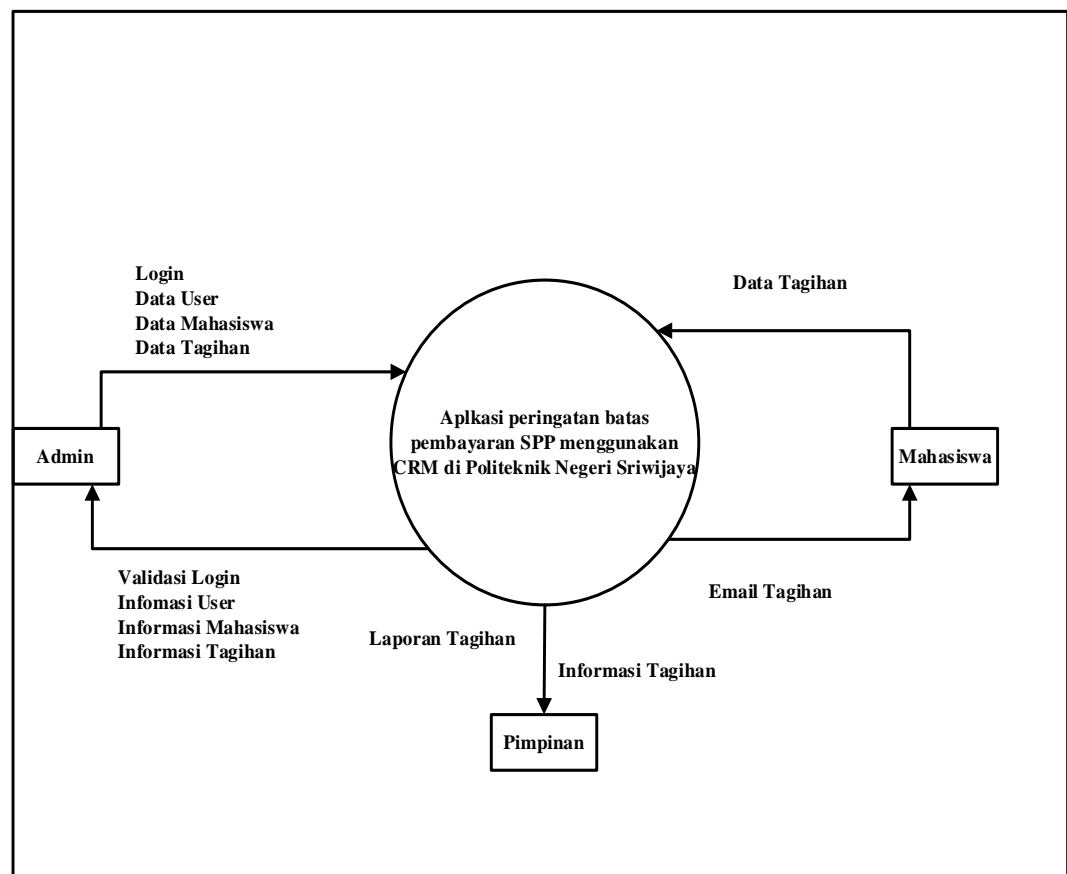 Login
Data User
Data Mahasiswa
Data Tagihan
Data Tagihan
Admin
Aplkasi peringatan batas
pembayaran SPP menggunakan
CRM di Politeknik Negeri Sriwijaya
Mahasiswa
Validasi Login
Infomasi User
Informasi Mahasiswa
Informasi Tagihan
Email Tagihan
Laporan Tagihan
Informasi Tagihan
Pimpinan